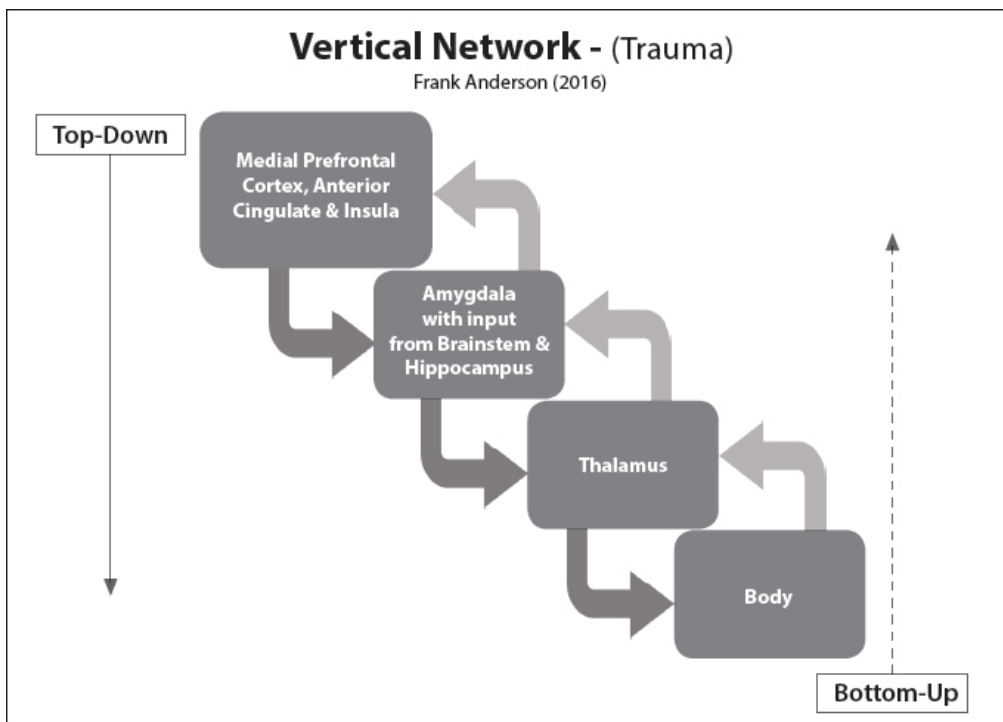 Vertical Network - (Trauma)
Frank Anderson (2016)
Top-Down
Medial Prefrontal
Cortex, Anterior
Cingulate & Insula
Amygdala
with input
from Brainstem &
Hippocampus
Thalamus
Body
Bottom-Up